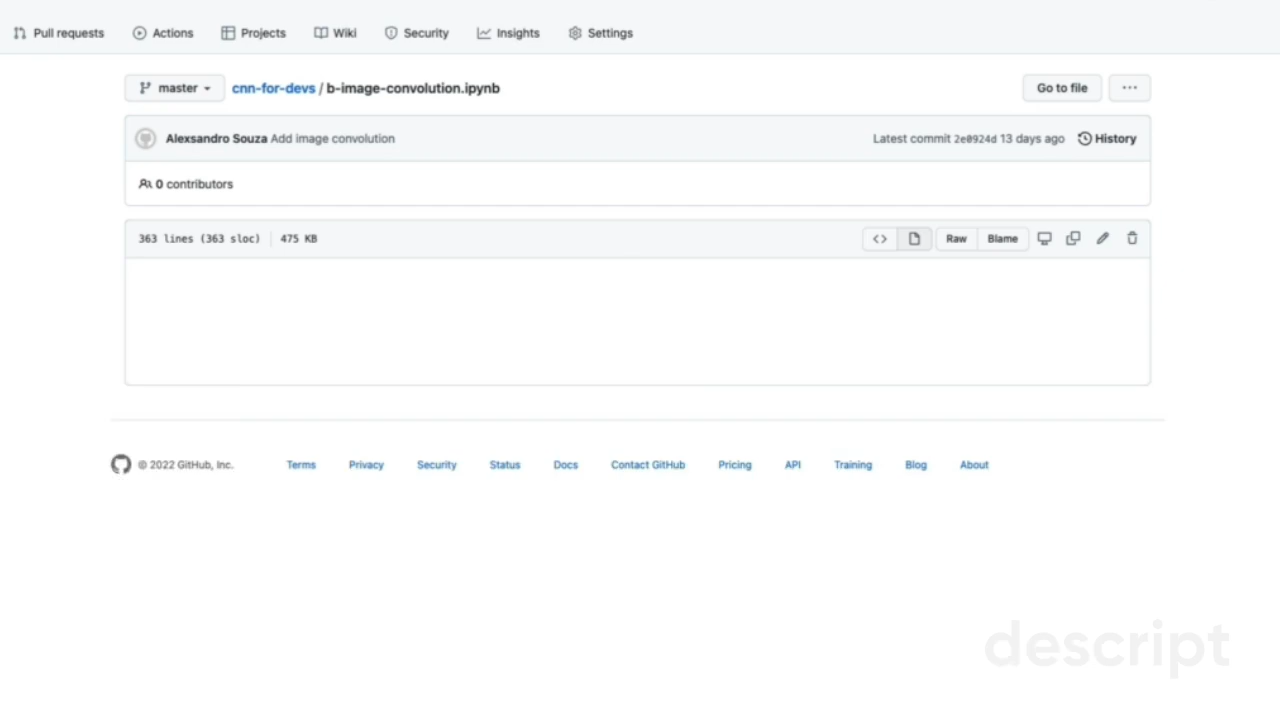 Pull requests Actions Projects Wiki Security Insights Settings
master cnn-for-devs / b-image-convolution.ipynb Go to file ...
Alexsandro Souza Add image convolution Latest commit 2e0924d 13 days ago History
0 contributors
363 lines (363 sloc) 475 KB <> Raw Blame
© 2022 GitHub, Inc. Terms Privacy Security Status Docs Contact GitHub Pricing API Training Blog About
descript